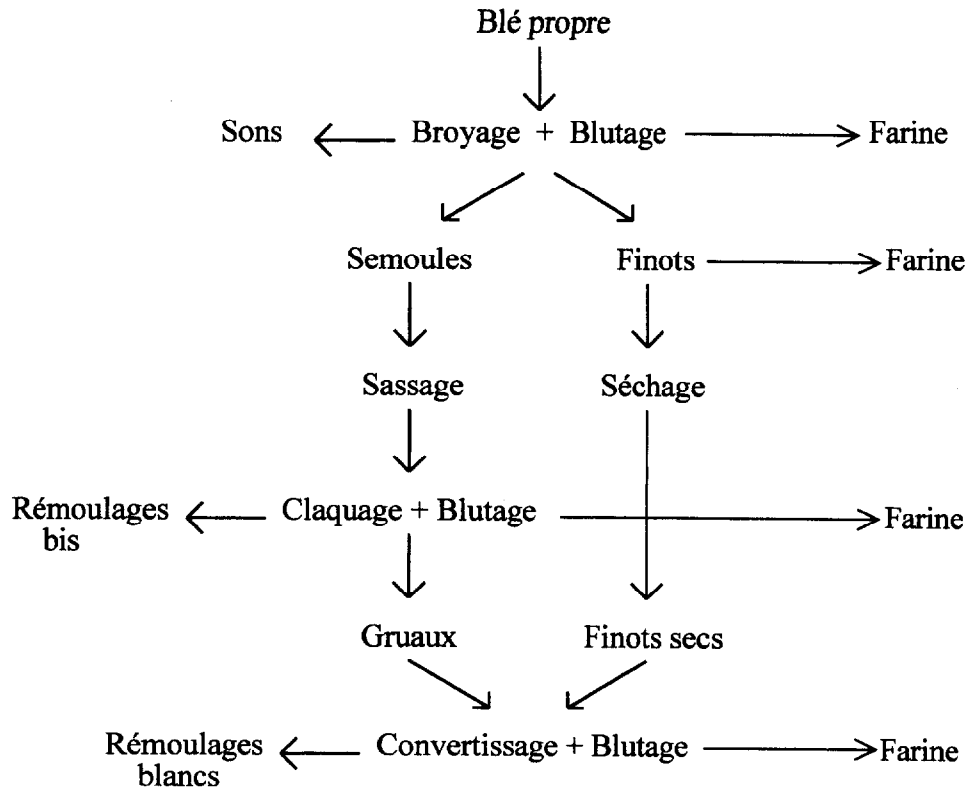 Blé propre
Sons Broyage + Blutage Farine
Semoules Finots Farine
Sassage Séchage
Rémoulages bis Claquage + Blutage Farine
Gruaux Finots secs
Rémoulages blancs Convertissage + Blutage Farine